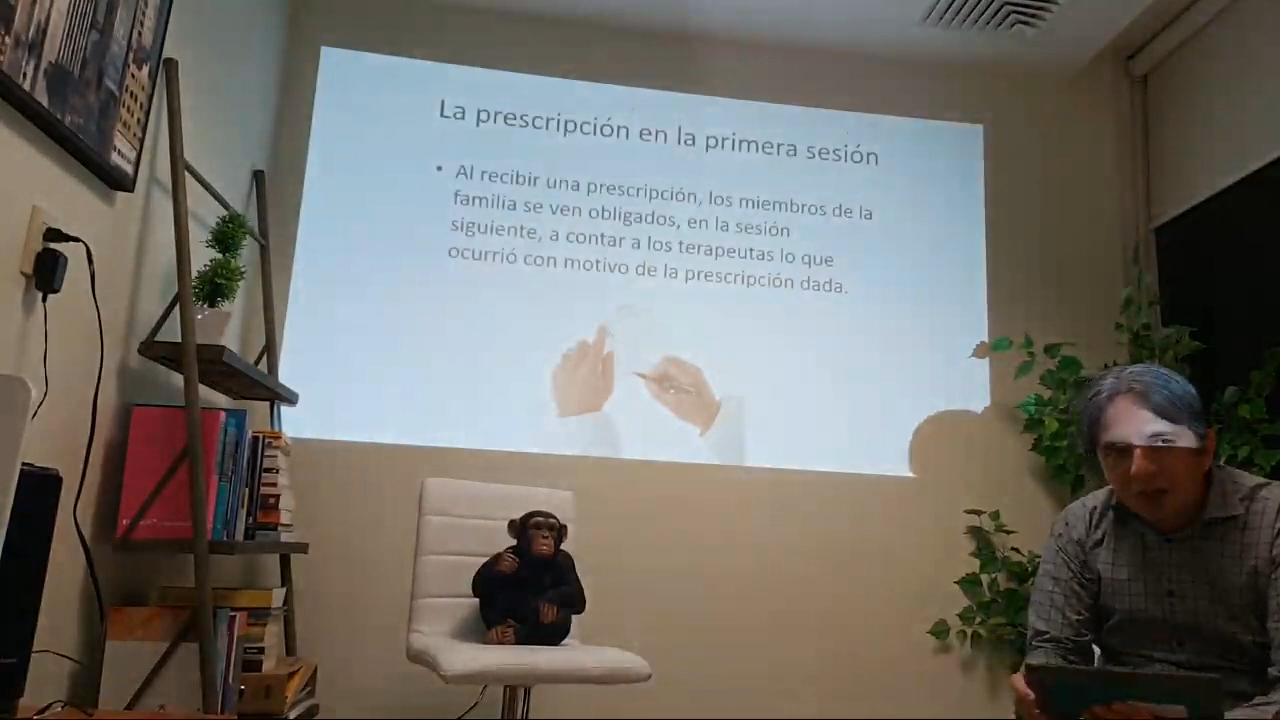 La prescripción en la primera sesión
• Al recibir una prescripción, los miembros de la
familia se ven obligados, en la sesión
siguiente, a contar a los terapeutas lo que
ocurrió con motivo de la prescripción dada.